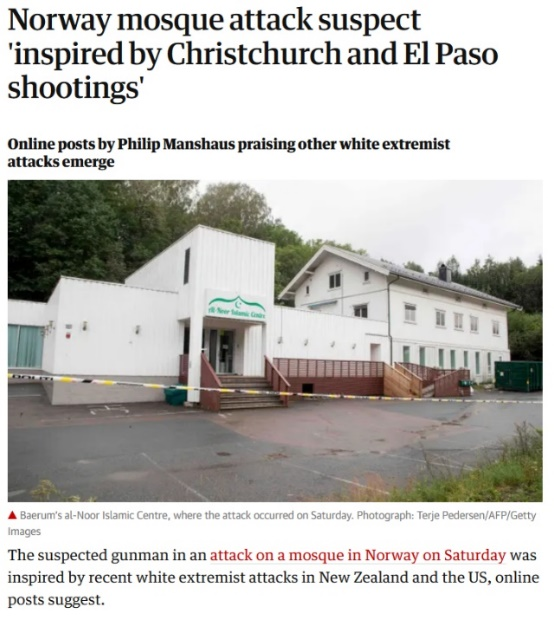 Norway mosque attack suspect
'inspired by Christchurch and El Paso
shootings'
Online posts by Philip Manshaus praising other white extremist
attacks emerge
al-Noor Islamic Centre
▲ Baerum's al-Noor Islamic Centre, where the attack occurred on Saturday. Photograph: Terje Pedersen/AFP/Getty
Images
The suspected gunman in an attack on a mosque in Norway on Saturday was
inspired by recent white extremist attacks in New Zealand and the US, online
posts suggest.